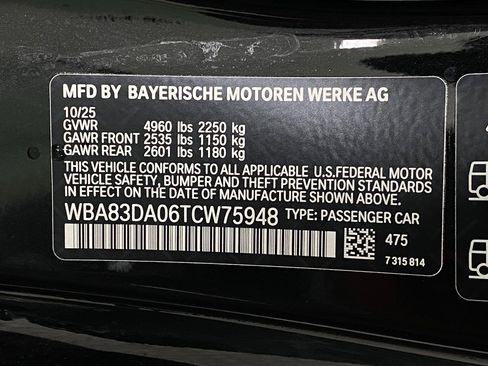 MFD BY BAYERISCHE MOTOREN WERKE AG
10/25
GVWR 4960 lbs 2250 kg
GAWR FRONT 2535 lbs 1150 kg
GAWR REAR 2601 lbs 1180 kg
THIS VEHICLE CONFORMS TO ALL APPLICABLE U.S.FEDERAL MOTOR
VEHICLE SAFETY, BUMPER AND THEFT PREVENTION STANDARDS
IN EFFECT ON THE DATE OF MANUFACTURE SHOWN ABOVE.
WBA83DA06TCW75948 TYPE: PASSENGER CAR
475
7 315 814